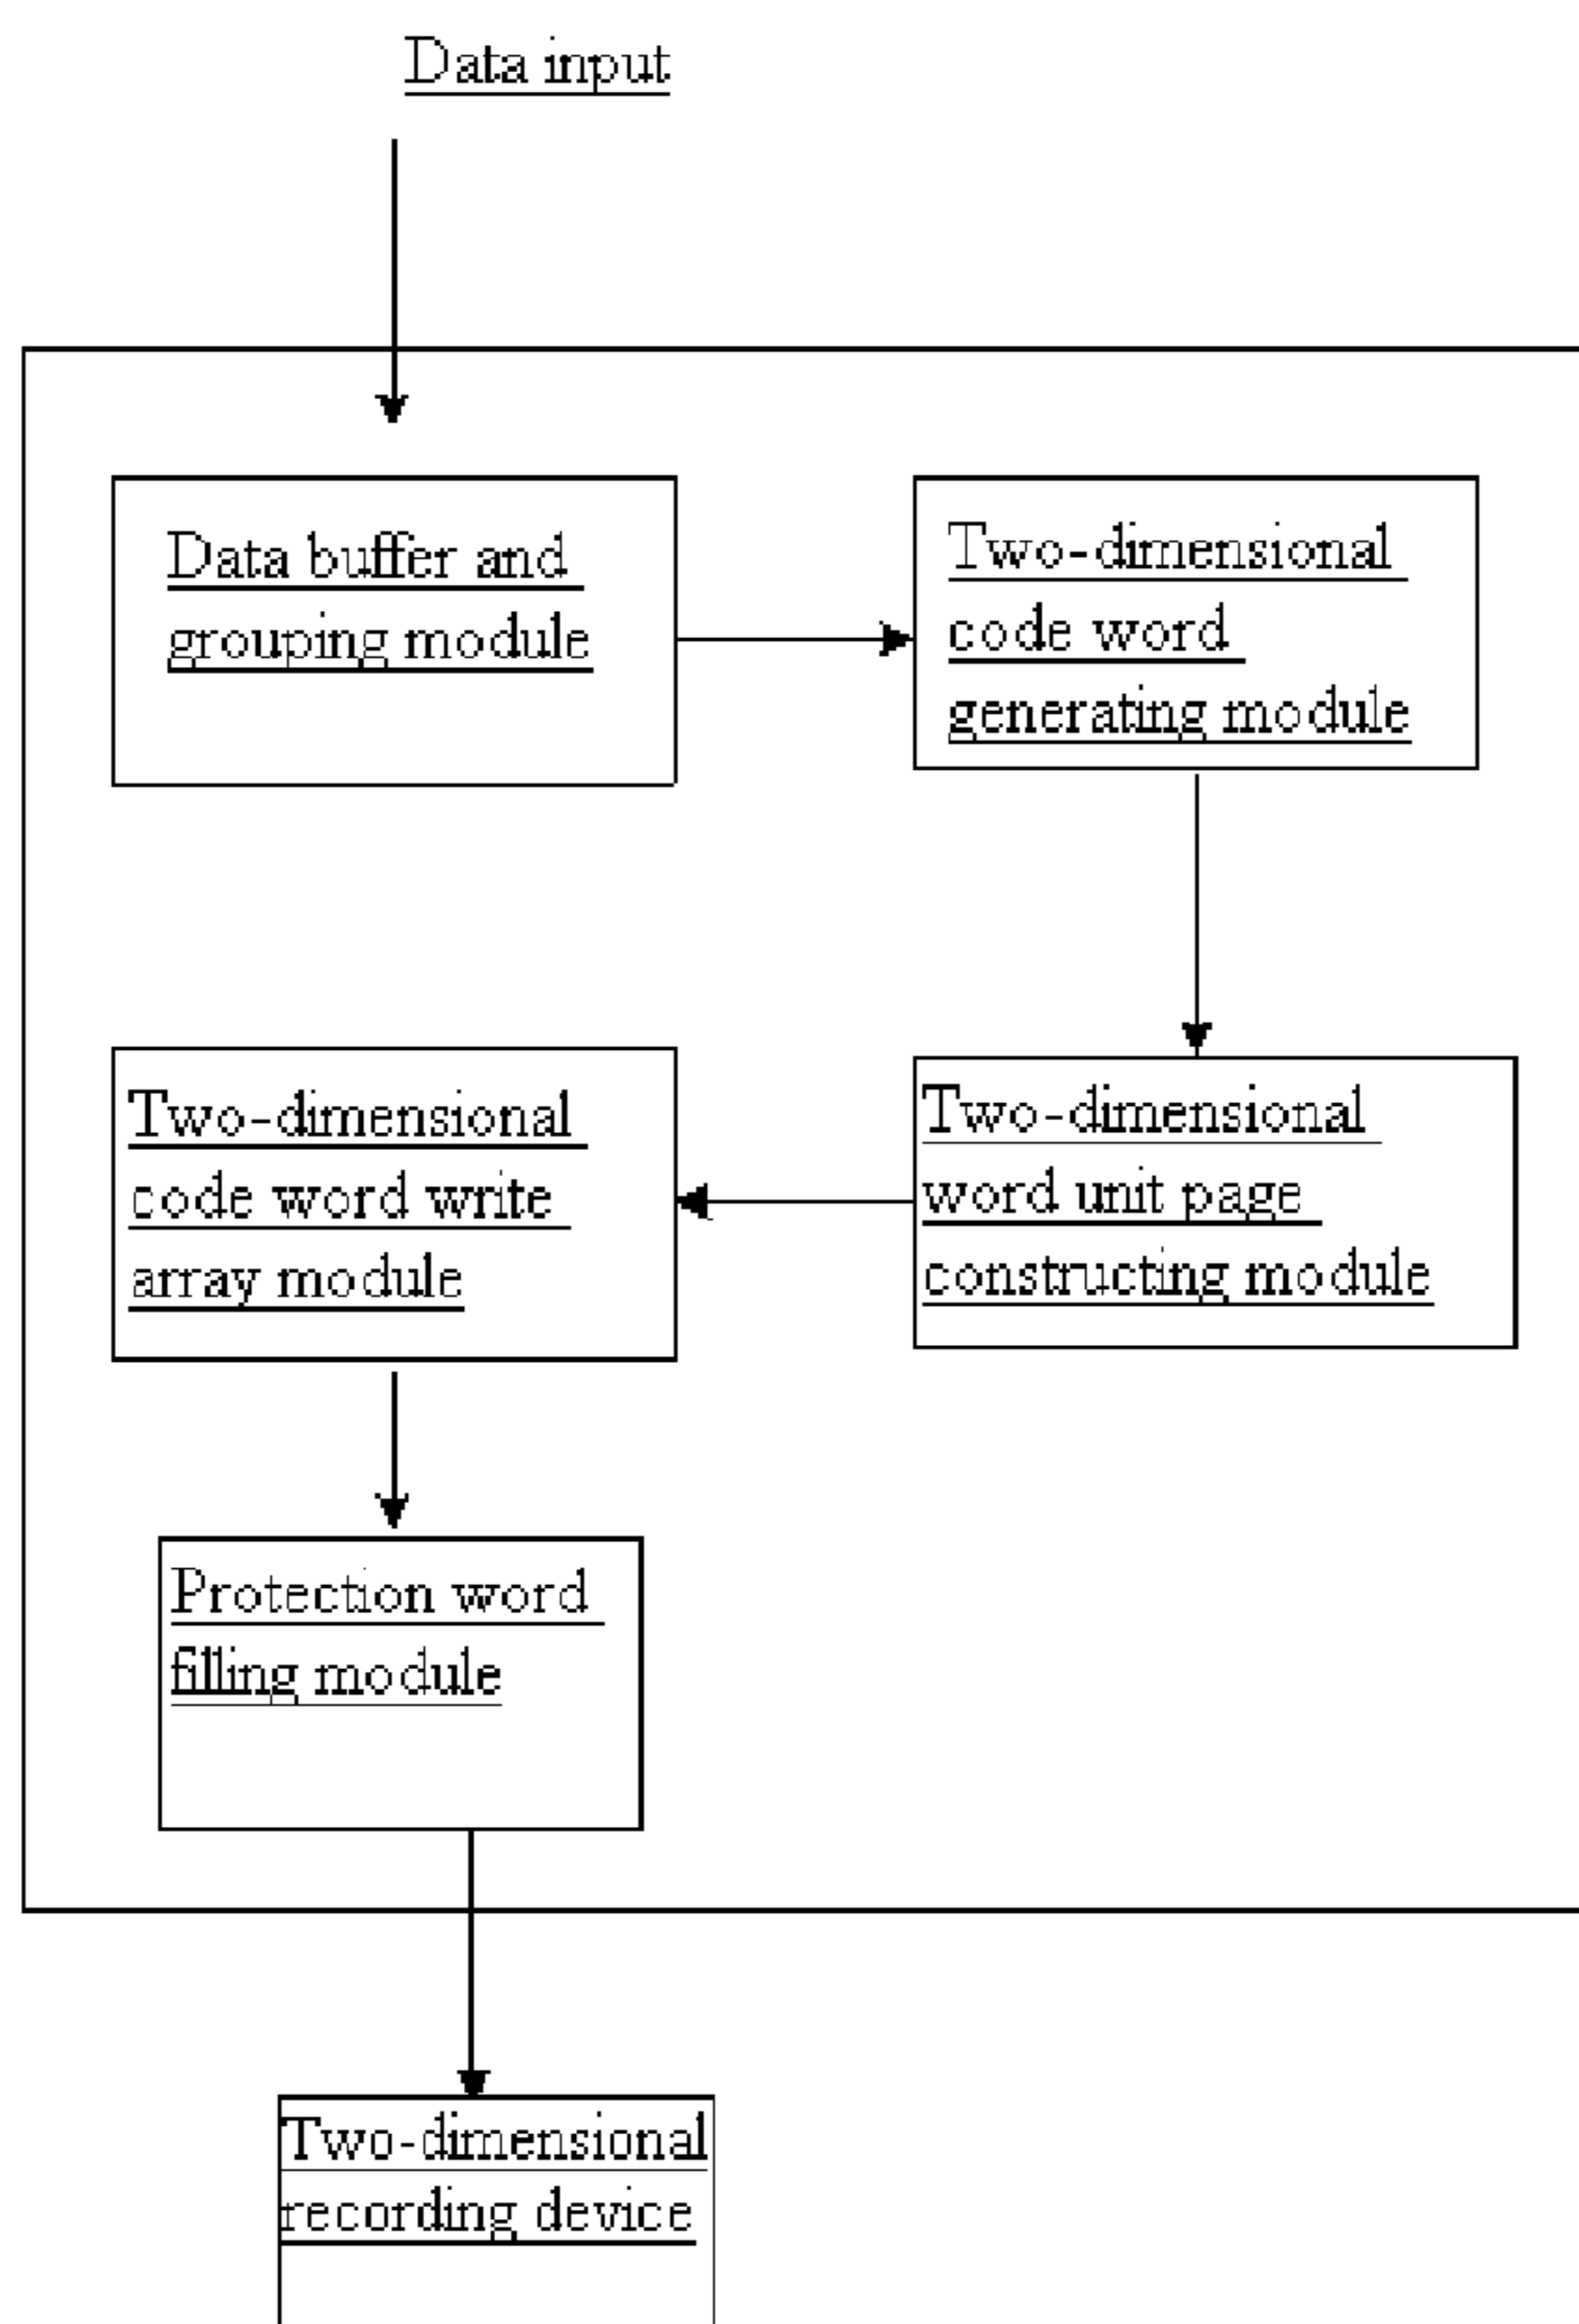 Data input
Data buffer and
grouping module
Two-dimensional
code word
generating module
Two-dimensional
code word write
array module
Two-dimensional
word unit page
constructing module
Protection word
filling module
Two-dimensional
recording device